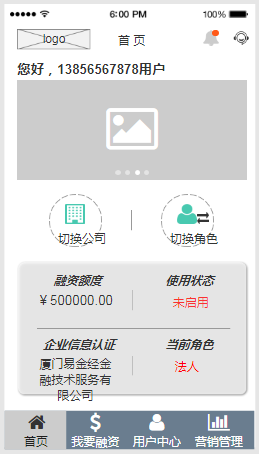 6:00 PM
100%
logo
首页
您好，13856567878用户
切换公司
切换角色
融资额度
使用状态
¥ 500000.00
未启用
企业信息认证
当前角色
厦门易金经金
融技术服务有
限公司
法人
首页
我要融资
用户中心
营销管理